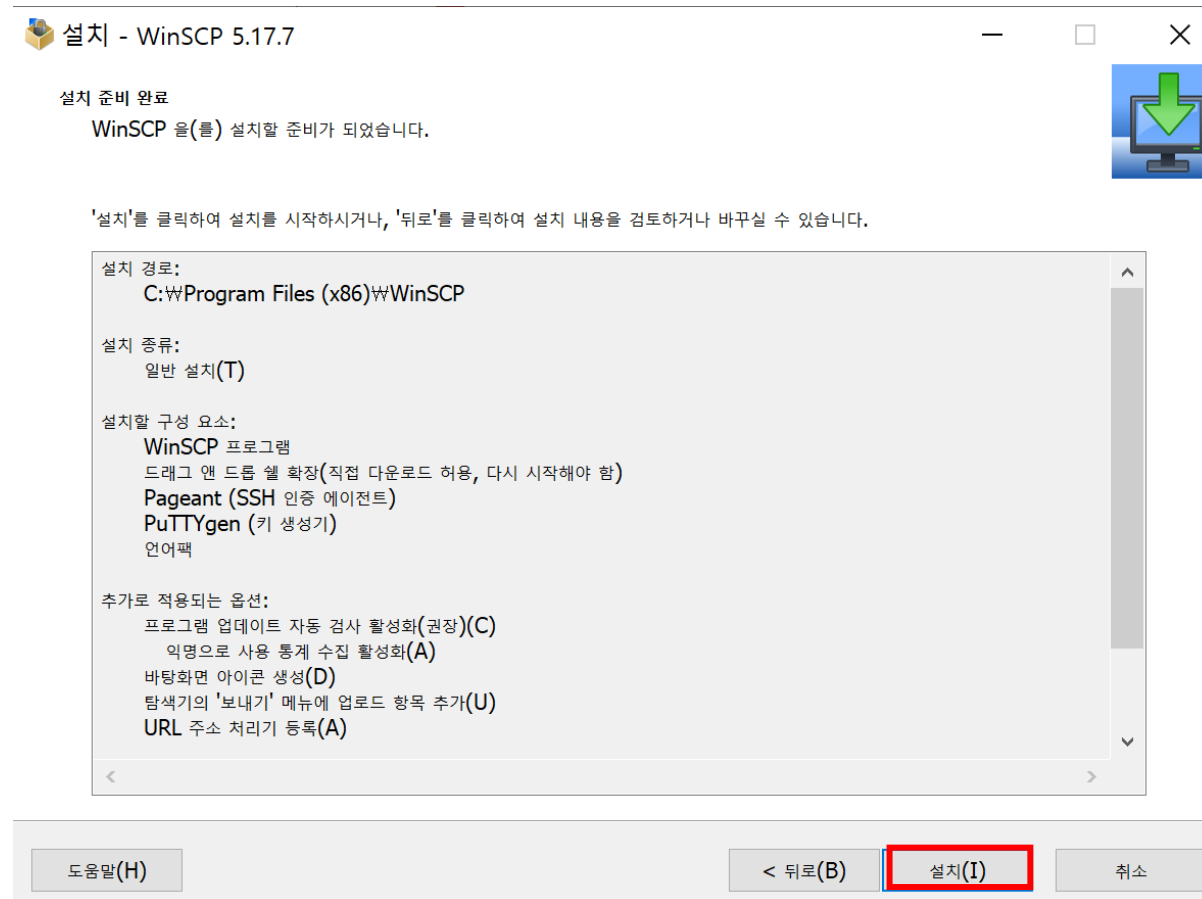 설치 - WinSCP 5.17.7
설치 준비 완료
WinSCP 을(를) 설치할 준비가 되었습니다.
'설치'를 클릭하여 설치를 시작하시거나, '뒤로'를 클릭하여 설치 내용을 검토하거나 바꾸실 수 있습니다.
설치 경로:
C:₩Program Files (x86)₩WinSCP
설치 종류:
일반 설치(T)
설치할 구성 요소:
WinSCP 프로그램
드래그 앤 드롭 쉘 확장(직접 다운로드 허용, 다시 시작해야 함)
Pageant (SSH 인증 에이전트)
PuTTYgen (키 생성기)
언어팩
추가로 적용되는 옵션:
프로그램 업데이트 자동 검사 활성화(권장)(C)
익명으로 사용 통계 수집 활성화(A)
바탕화면 아이콘 생성(D)
탐색기의 '보내기' 메뉴에 업로드 항목 추가(U)
URL 주소 처리기 등록(A)
도움말(H)
< 뒤로(B)
설치(I)
취소